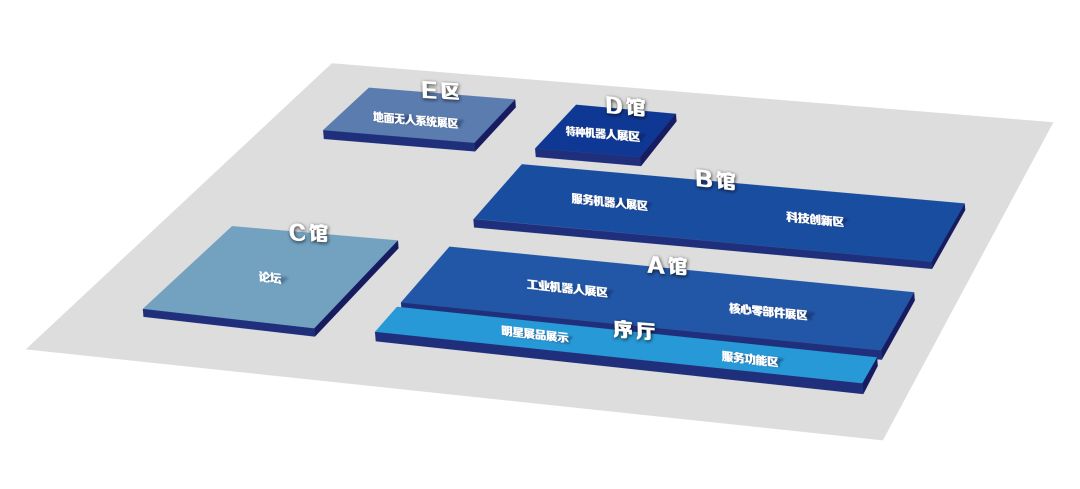 E区
地面无人系统展区
D馆
特种机器人展区
B馆
服务机器人展区
科技创新区
C馆
论坛
A馆
工业机器人展区
核心零部件展区
序厅
明星展品展示
服务功能区